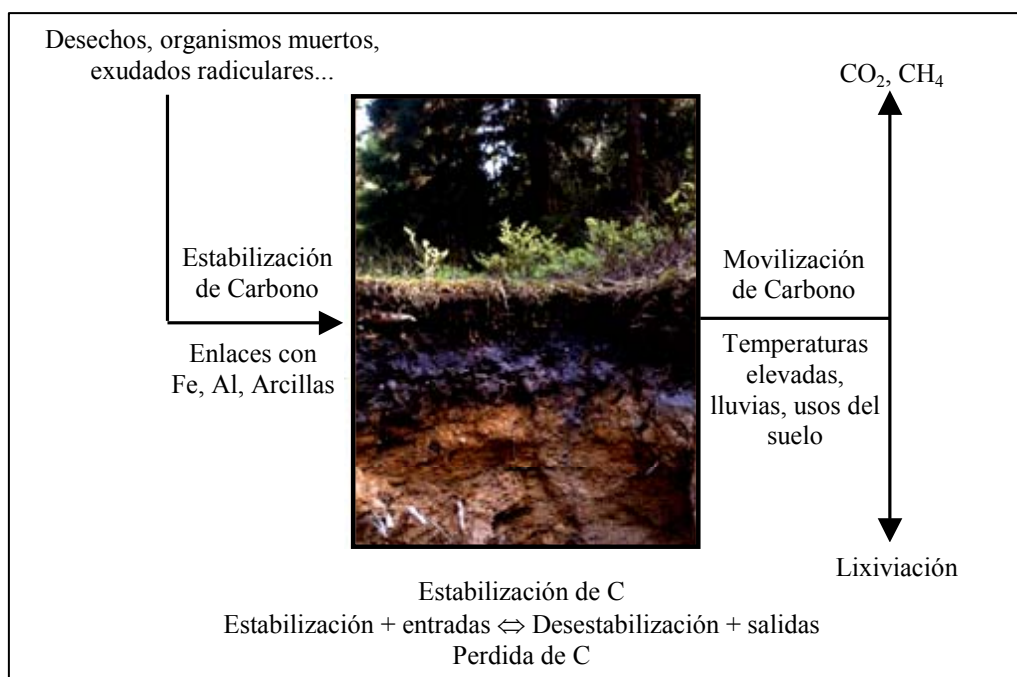 Desechos, organismos muertos,
exudados radiculares...
CO₂, CH₄
Estabilización
de Carbono
Enlaces con
Fe, Al, Arcillas
Movilización
de Carbono
Temperaturas
elevadas,
lluvias, usos del
suelo
Lixiviación
Estabilización de C
Estabilización + entradas ⇔ Desestabilización + salidas
Perdida de C